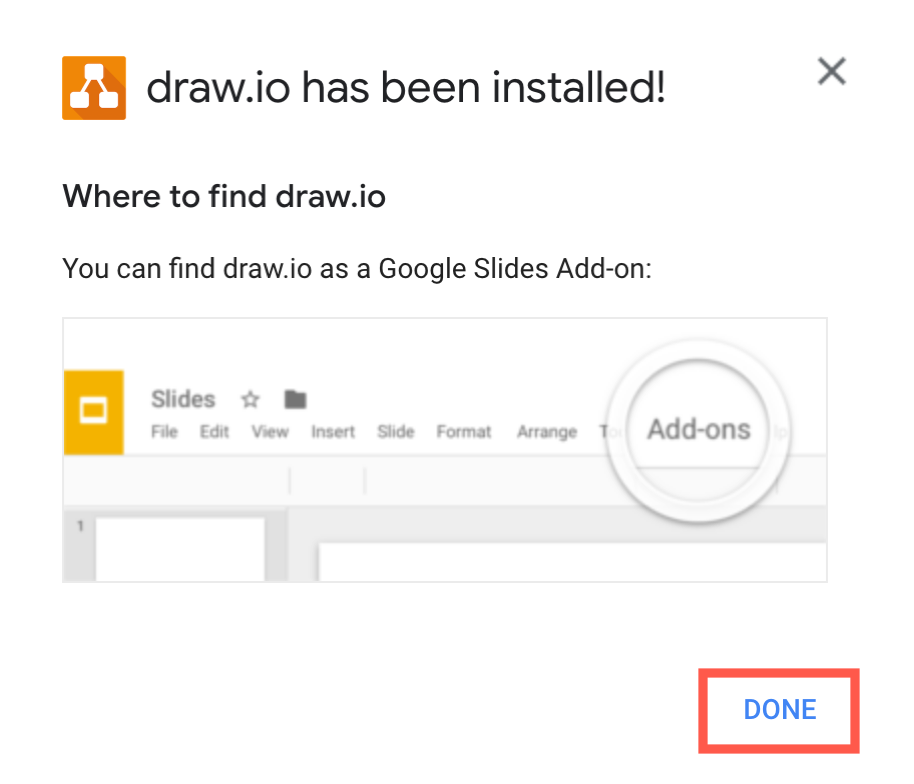 draw.io has been installed!
Where to find draw.io
You can find draw.io as a Google Slides Add-on:
Slides
File Edit View Insert Slide Format Arrange Add-ons
1
DONE